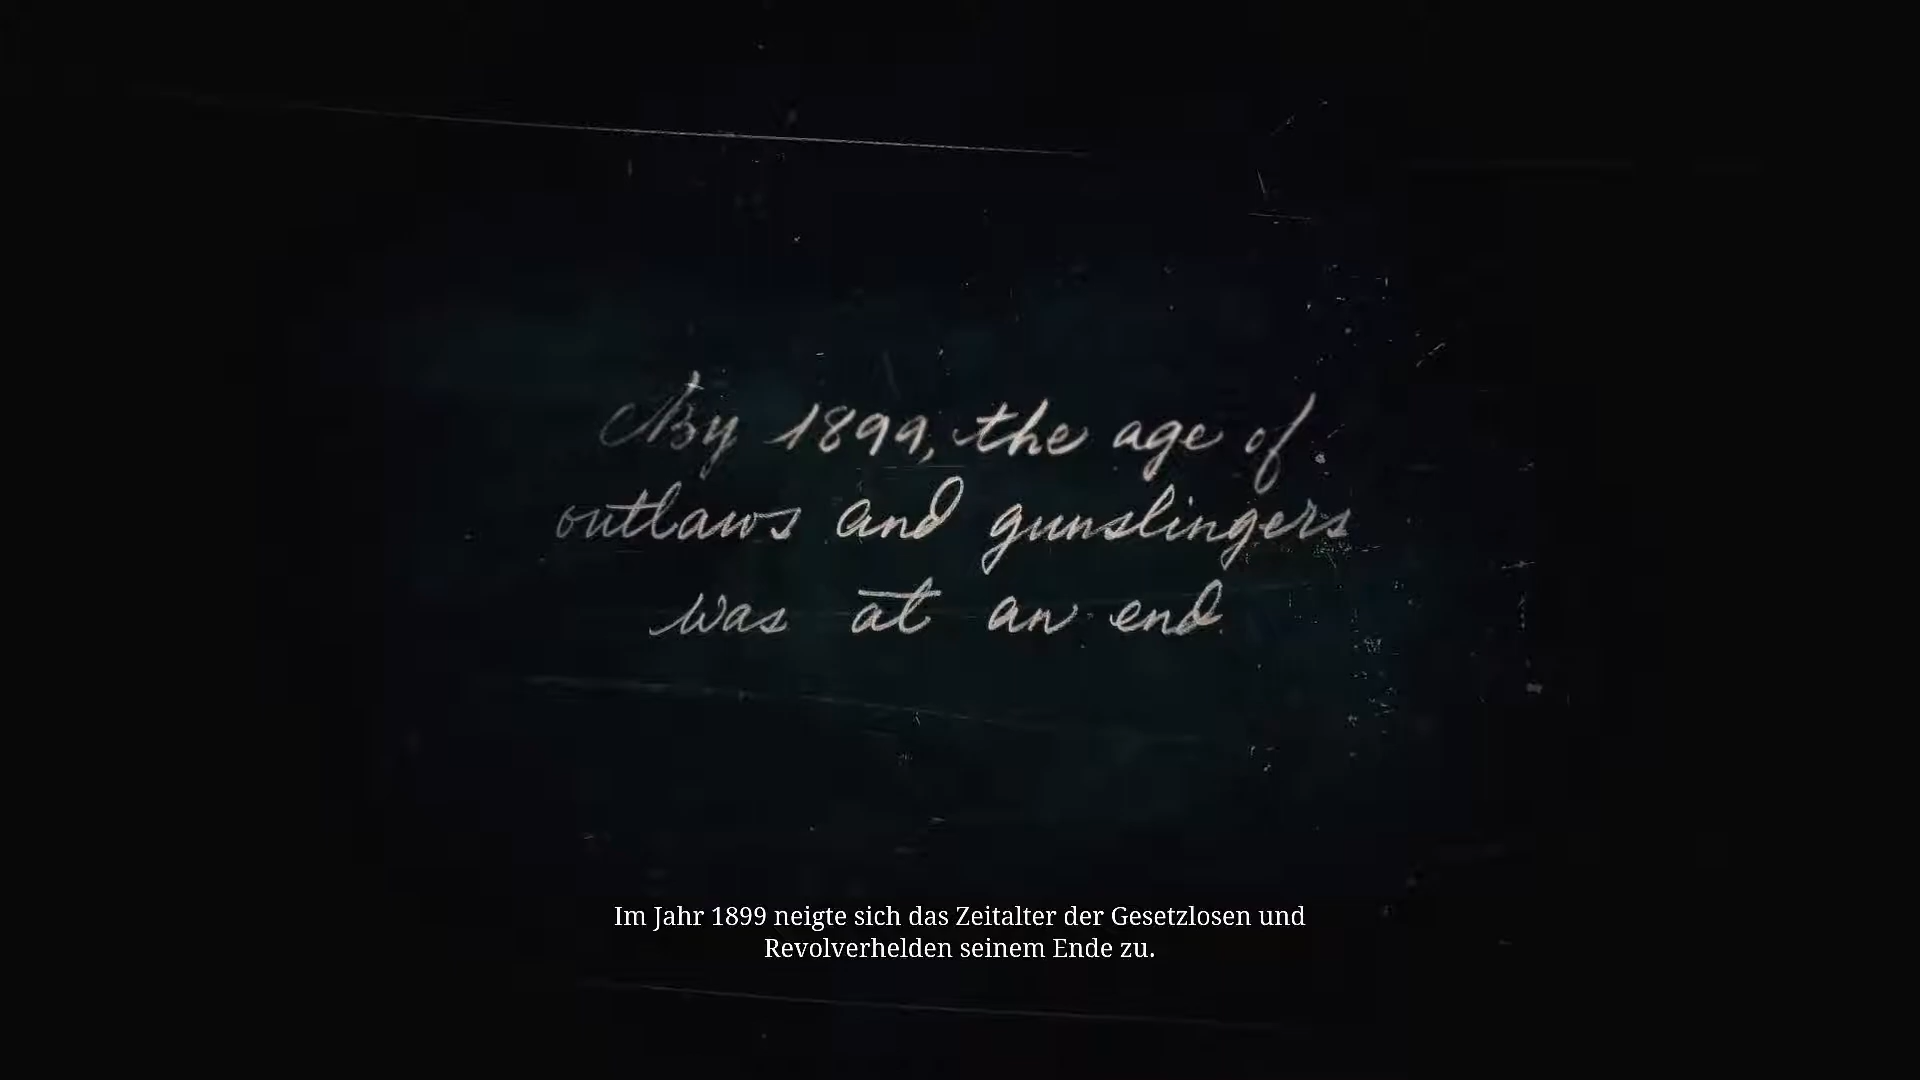 By 1899, the age of
outlaws and gunslingers
was at an end.
Im Jahr 1899 neigte sich das Zeitalter der Gesetzlosen und
Revolverhelden seinem Ende zu.